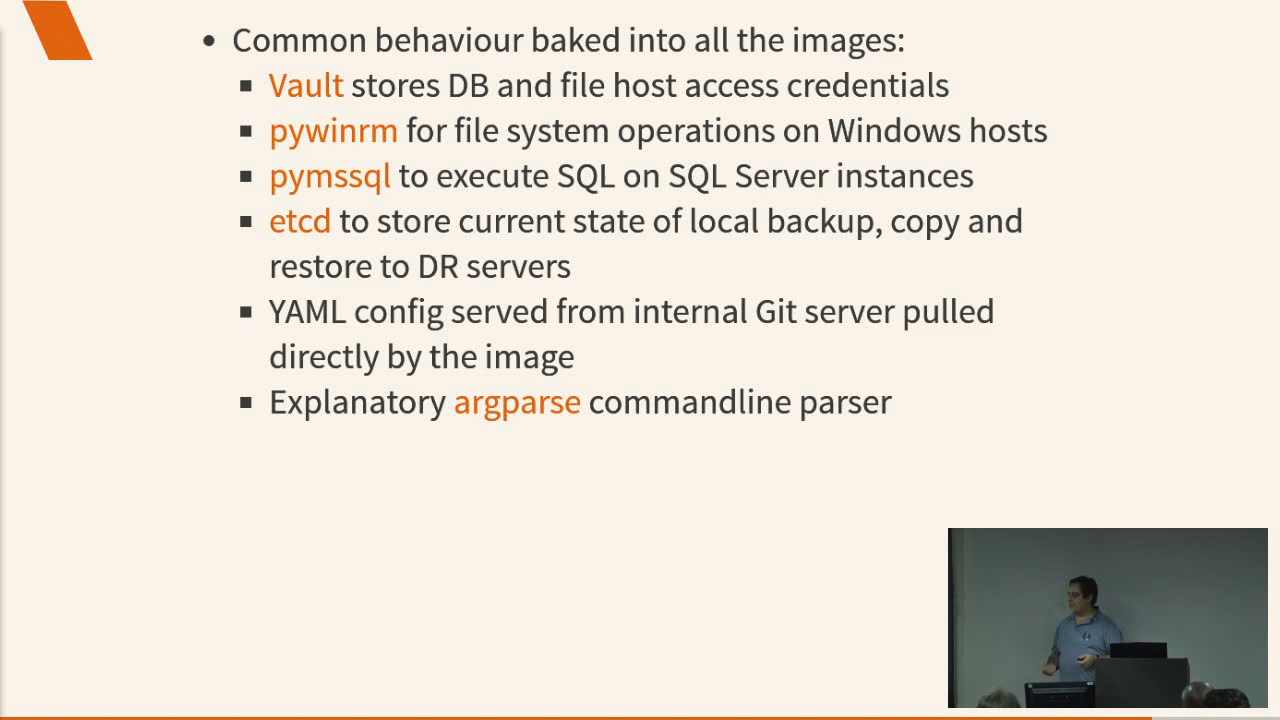 • Common behaviour baked into all the images:
▪ Vault stores DB and file host access credentials
▪ pywinrm for file system operations on Windows hosts
▪ pymssql to execute SQL on SQL Server instances
▪ etcd to store current state of local backup, copy and
restore to DR servers
▪ YAML config served from internal Git server pulled
directly by the image
▪ Explanatory argparse commandline parser